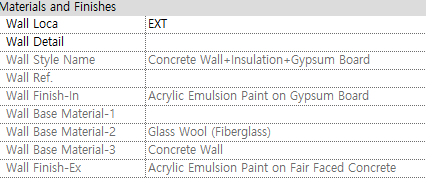 Materials and Finishes
Wall Loca EXT
Wall Detail
Wall Style Name Concrete Wall+Insulation+Gypsum Board
Wall Ref.
Wall Finish-In Acrylic Emulsion Paint on Gypsum Board
Wall Base Material-1
Wall Base Material-2 Glass Wool (Fiberglass)
Wall Base Material-3 Concrete Wall
Wall Finish-Ex Acrylic Emulsion Paint on Fair Faced Concrete